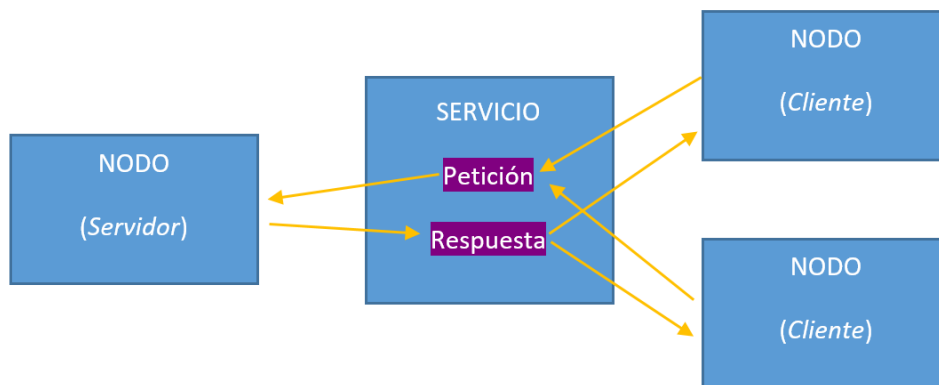 NODO
(Servidor)
SERVICIO
Petición
Respuesta
NODO
(Cliente)
NODO
(Cliente)